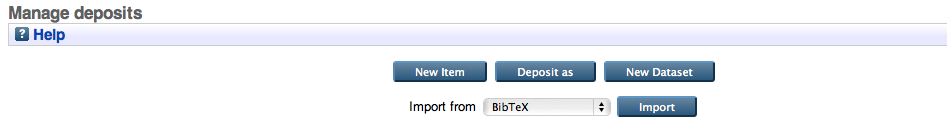 Manage deposits
? Help
New Item Deposit as New Dataset
Import from BibTeX Import